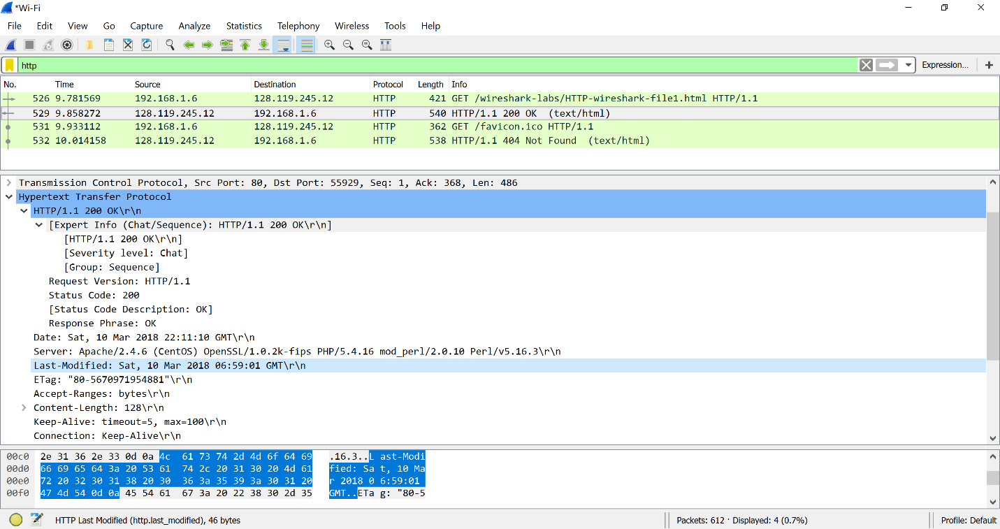 *Wi-Fi
File Edit View Go Capture Analyze Statistics Telephony Wireless Tools Help
http Expression... +
No. Time Source Destination Protocol Length Info
526 9.781569 192.168.1.6 128.119.245.12 HTTP 421 GET /wireshark-labs/HTTP-wireshark-file1.html HTTP/1.1
529 9.858272 128.119.245.12 192.168.1.6 HTTP 540 HTTP/1.1 200 OK (text/html)
531 9.933112 192.168.1.6 128.119.245.12 HTTP 362 GET /favicon.ico HTTP/1.1
532 10.014158 128.119.245.12 192.168.1.6 HTTP 538 HTTP/1.1 404 Not Found (text/html)
Transmission Control Protocol, Src Port: 80, Dst Port: 55929, Seq: 1, Ack: 368, Len: 486
Hypertext Transfer Protocol
HTTP/1.1 200 OK\r\n
[Expert Info (Chat/Sequence): HTTP/1.1 200 OK\r\n]
[HTTP/1.1 200 OK\r\n]
[Severity level: Chat]
[Group: Sequence]
Request Version: HTTP/1.1
Status Code: 200
[Status Code Description: OK]
Response Phrase: OK
Date: Sat, 10 Mar 2018 22:11:10 GMT\r\n
Server: Apache/2.4.6 (CentOS) OpenSSL/1.0.2k-fips PHP/5.4.16 mod_perl/2.0.10 Perl/v5.16.3\r\n
Last-Modified: Sat, 10 Mar 2018 06:59:01 GMT\r\n
ETag: "80-5670971954881"\r\n
Accept-Ranges: bytes\r\n
Content-Length: 128\r\n
Keep-Alive: timeout=5, max=100\r\n
Connection: Keep-Alive\r\n
00c0 2e 31 36 2e 33 0d 0a 4c 61 73 74 2d 4d 6f 64 69 .16.3..L ast-Modi
00d0 66 69 65 64 3a 20 53 61 74 2c 20 31 30 20 4d 61 fied: Sa t, 10 Ma
00e0 72 20 32 30 31 38 20 30 36 3a 35 39 3a 30 31 20 r 2018 0 6:59:01
00f0 47 4d 54 0d 0a 45 54 61 67 3a 20 22 38 30 2d 35 GMT..ETa g: "80-5
HTTP Last Modified (http.last_modified), 46 bytes Packets: 612 · Displayed: 4 (0.7%) Profile: Default